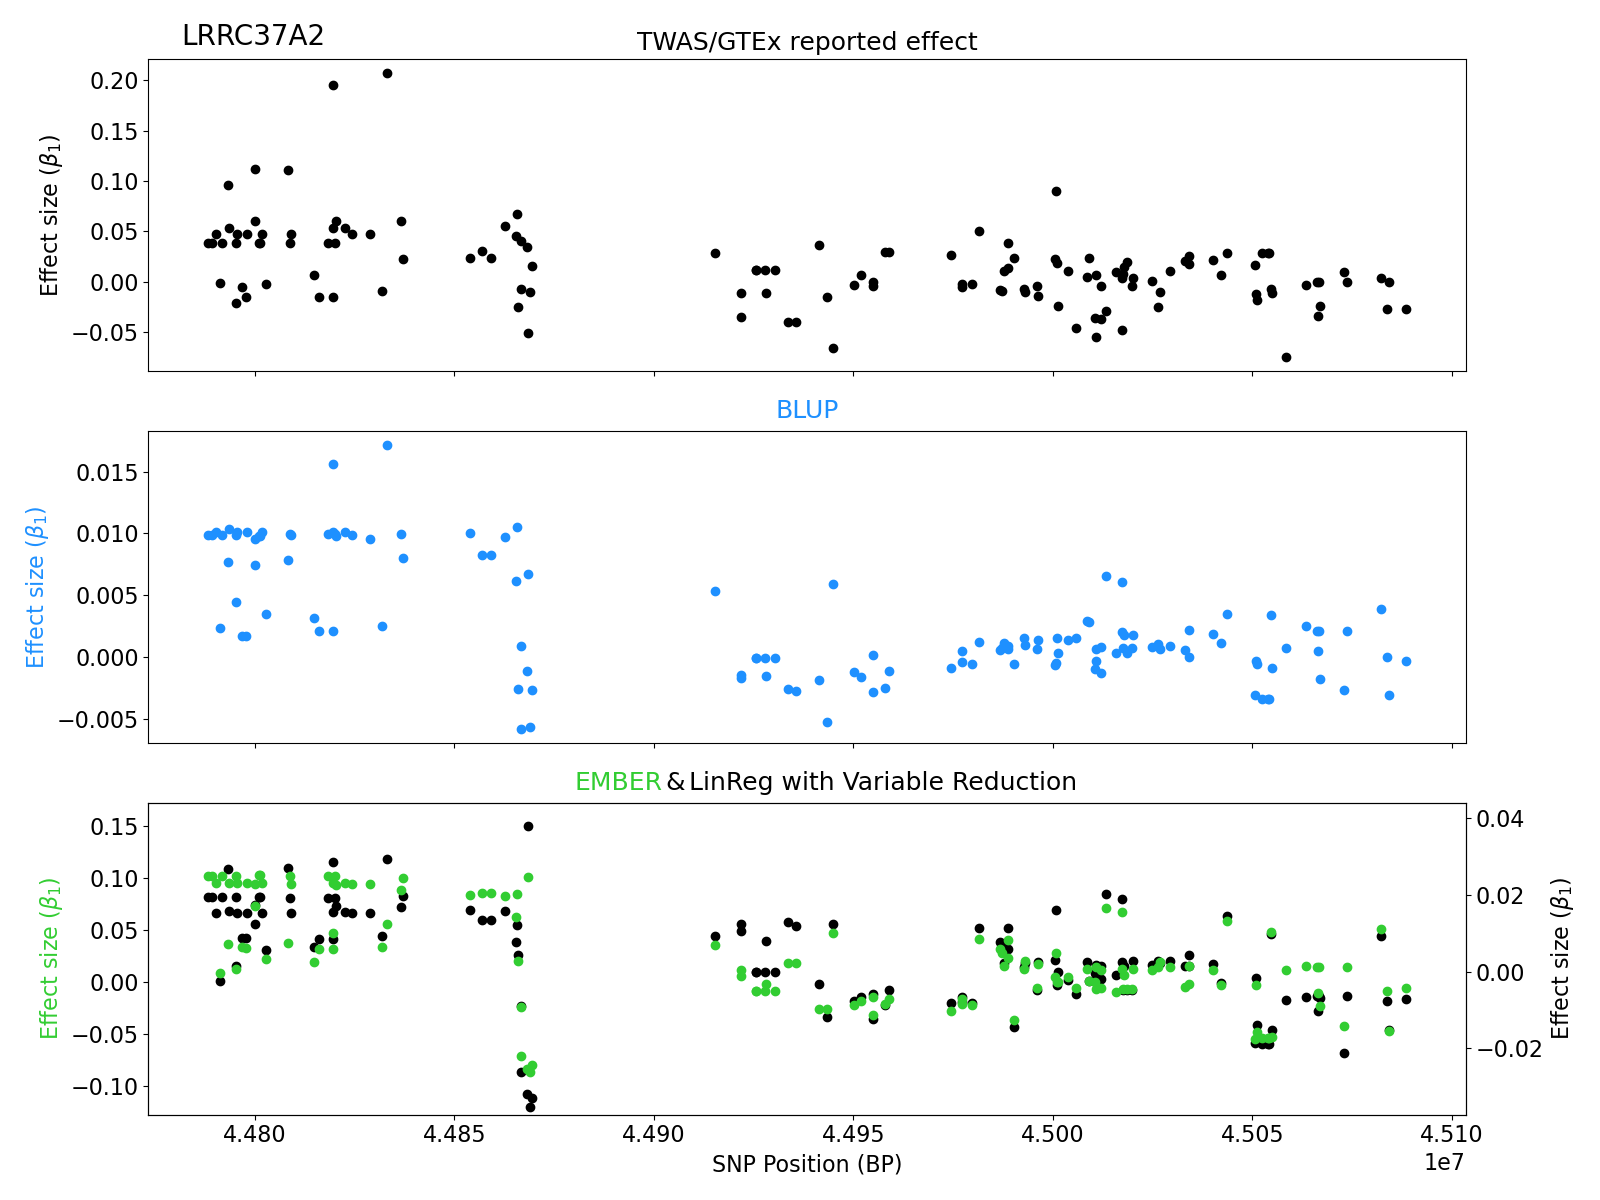 LRRC37A2
TWAS/GTEx reported effect
0.20
0.15
0.10
0.05
0.00
−0.05
Effect size (β₁)
BLUP
0.015
0.010
0.005
0.000
−0.005
Effect size (β₁)
EMBER & LinReg with Variable Reduction
0.15
0.10
0.05
0.00
−0.05
−0.10
Effect size (β₁)
0.04
0.02
0.00
−0.02
Effect size (β₁)
4.480 4.485 4.490 4.495 4.500 4.505 4.510
SNP Position (BP)
1e7